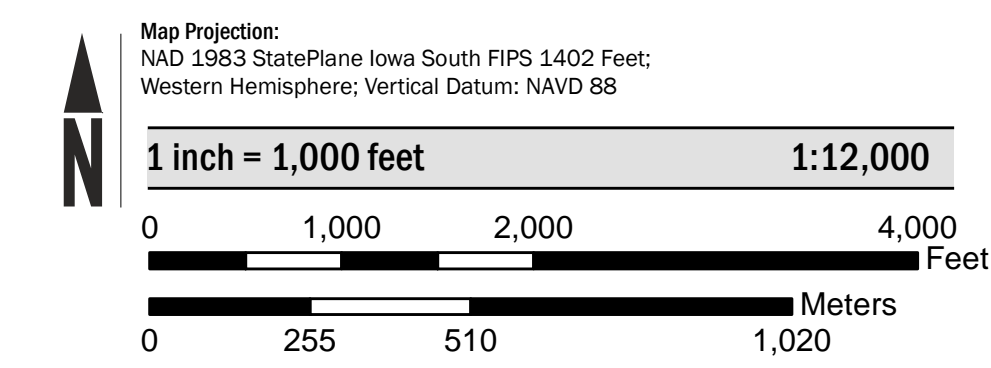 Map Projection:
NAD 1983 StatePlane Iowa South FIPS 1402 Feet;
Western Hemisphere; Vertical Datum: NAVD 88
N
1 inch = 1,000 feet 1:12,000
0 1,000 2,000 4,000
Feet
Meters
0 255 510 1,020